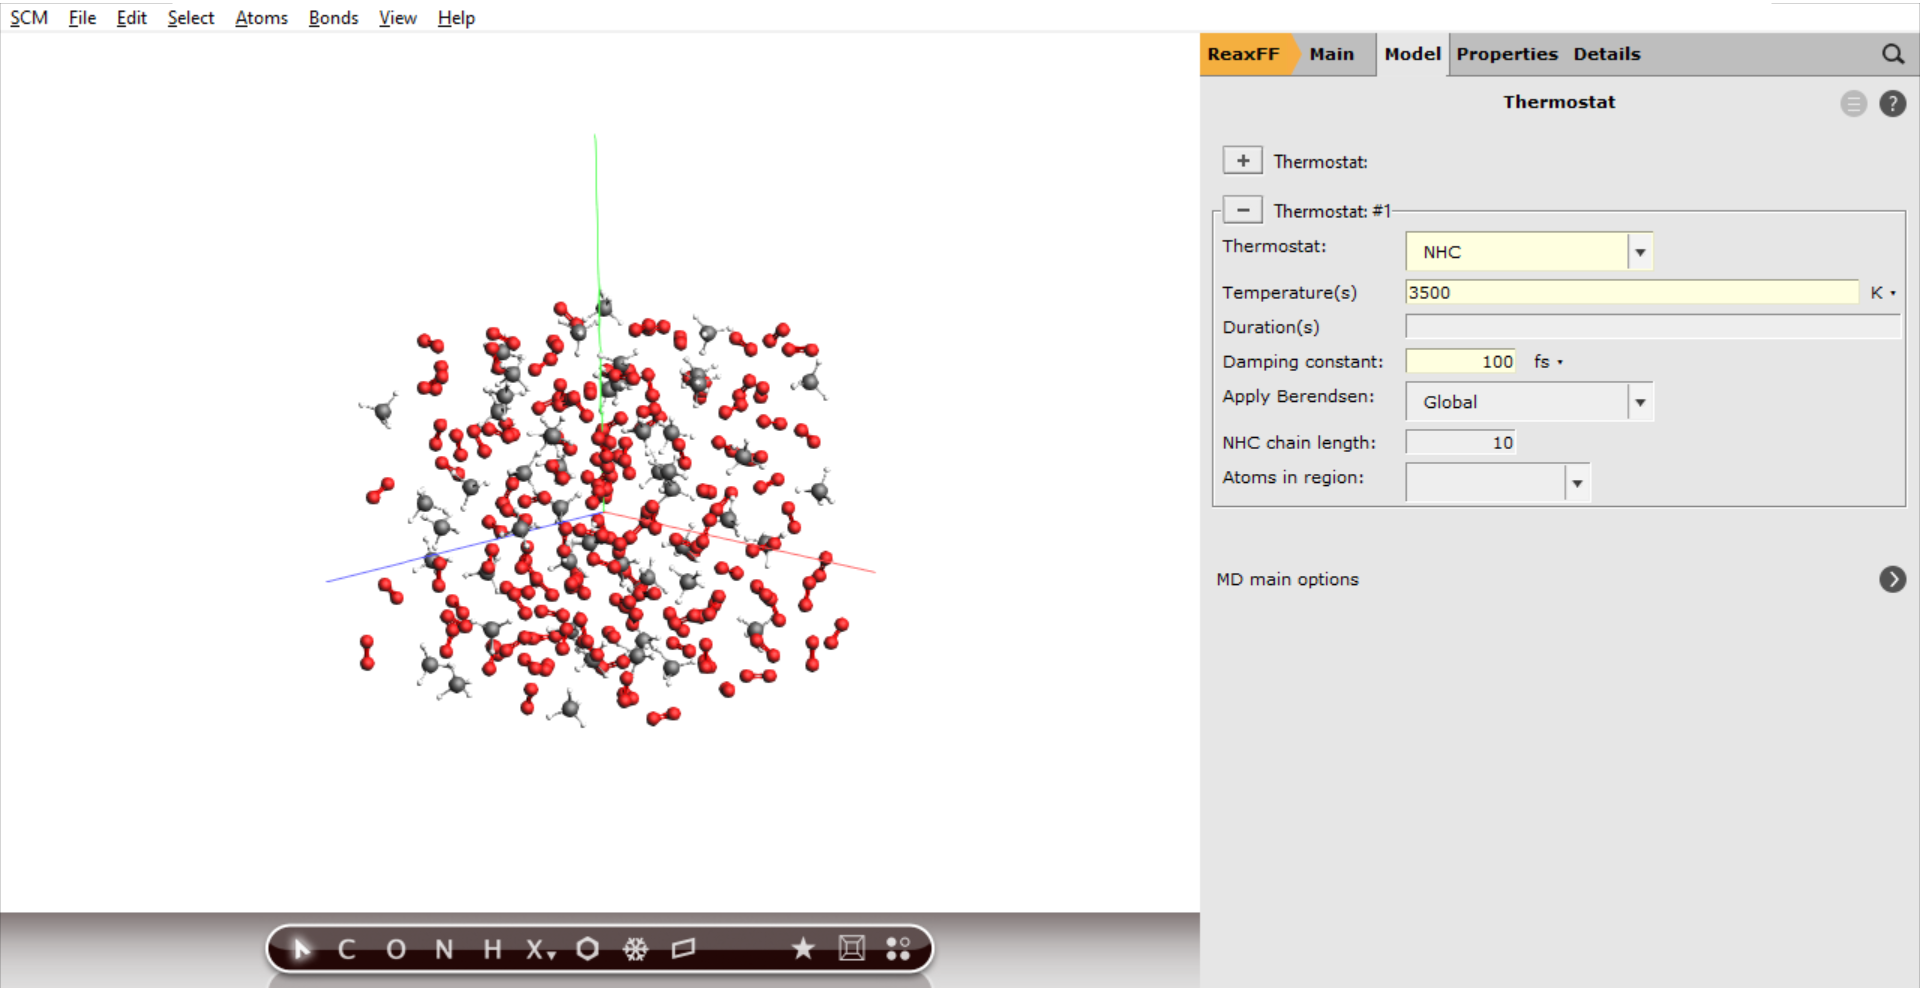 SCM File Edit Select Atoms Bonds View Help
ReaxFF Main Model Properties Details
Thermostat
?
+ Thermostat:
− Thermostat: #1
Thermostat: NHC
Temperature(s) 3500 K
Duration(s)
Damping constant: 100 fs
Apply Berendsen: Global
NHC chain length: 10
Atoms in region:
MD main options
C O N H X